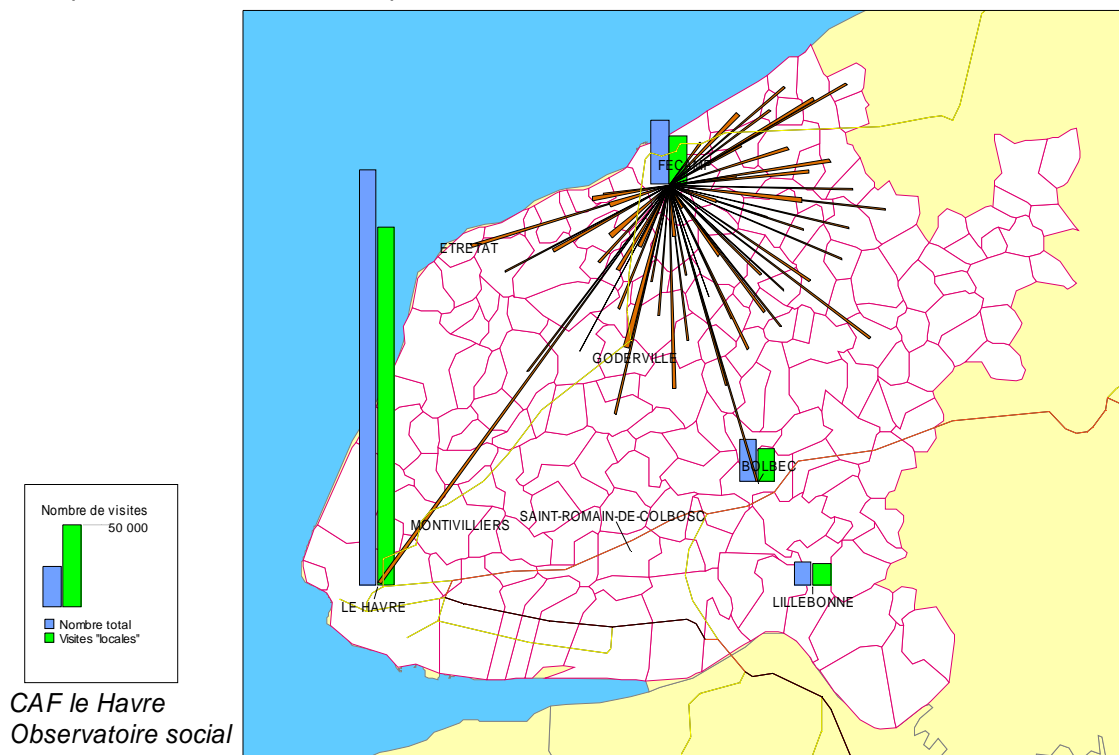 FECAMP
ETRETAT
GODERVILLE
BOLBEC
SAINT-ROMAIN-DE-COLBOSC
MONTIVILLIERS
LILLEBONNE
LE HAVRE
Nombre de visites
50 000
Nombre total
Visites "locales"
CAF le Havre
Observatoire social